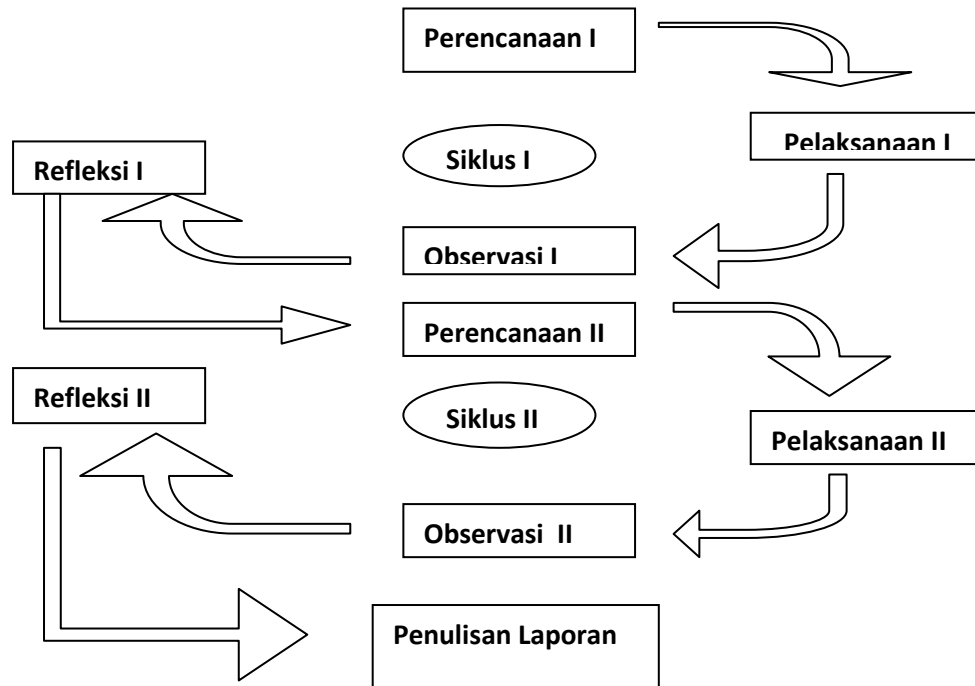 Perencanaan I
Pelaksanaan I
Siklus I
Refleksi I
Observasi I
Perencanaan II
Refleksi II
Siklus II
Pelaksanaan II
Observasi  II
Penulisan Laporan